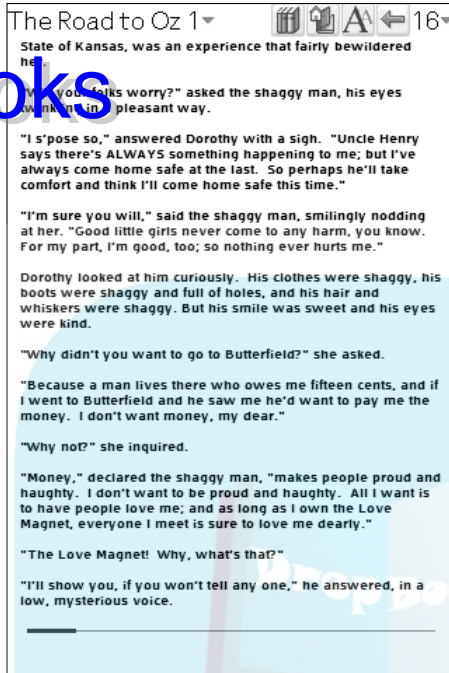 The Road to Oz 1
16
State of Kansas, was an experience that fairly bewildered
her.
oks
"Will your folks worry?" asked the shaggy man, his eyes
twinkling in a pleasant way.
"I s'pose so," answered Dorothy with a sigh.  "Uncle Henry
says there's ALWAYS something happening to me; but I've
always come home safe at the last.  So perhaps he'll take
comfort and think I'll come home safe this time."
"I'm sure you will," said the shaggy man, smilingly nodding
at her. "Good little girls never come to any harm, you know.
For my part, I'm good, too; so nothing ever hurts me."
Dorothy looked at him curiously.  His clothes were shaggy, his
boots were shaggy and full of holes, and his hair and
whiskers were shaggy. But his smile was sweet and his eyes
were kind.
"Why didn't you want to go to Butterfield?" she asked.
"Because a man lives there who owes me fifteen cents, and if
I went to Butterfield and he saw me he'd want to pay me the
money.  I don't want money, my dear."
"Why not?" she inquired.
"Money," declared the shaggy man, "makes people proud and
haughty.  I don't want to be proud and haughty.  All I want is
to have people love me; and as long as I own the Love
Magnet, everyone I meet is sure to love me dearly."
"The Love Magnet!  Why, what's that?"
"I'll show you, if you won't tell any one," he answered, in a
low, mysterious voice.
DropBo